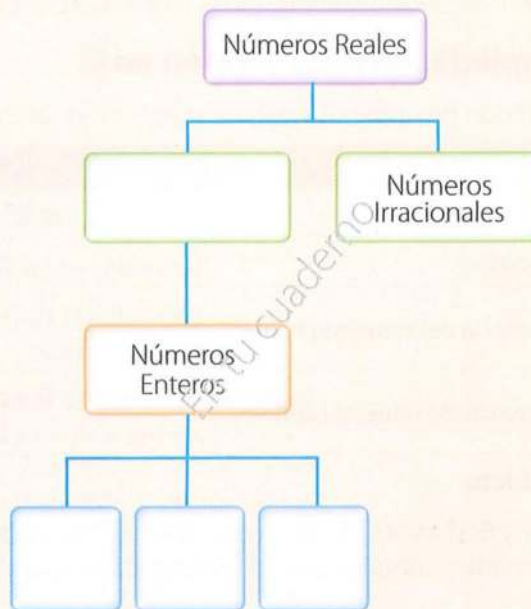 Números Reales
Números
Irracionales
En tu cuaderno
Números
Enteros